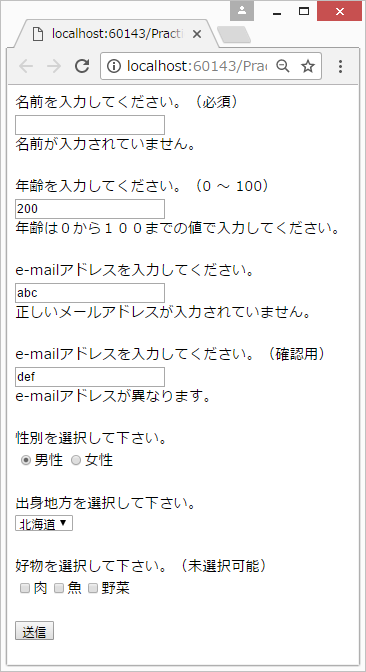 localhost:60143/Practi
localhost:60143/Prac
名前を入力してください。（必須）
名前が入力されていません。
年齢を入力してください。（0 ～ 100）
200
年齢は０から１００までの値で入力してください。
e-mailアドレスを入力してください。
abc
正しいメールアドレスが入力されていません。
e-mailアドレスを入力してください。（確認用）
def
e-mailアドレスが異なります。
性別を選択して下さい。
男性 女性
出身地方を選択して下さい。
北海道
好物を選択して下さい。（未選択可能）
肉 魚 野菜
送信